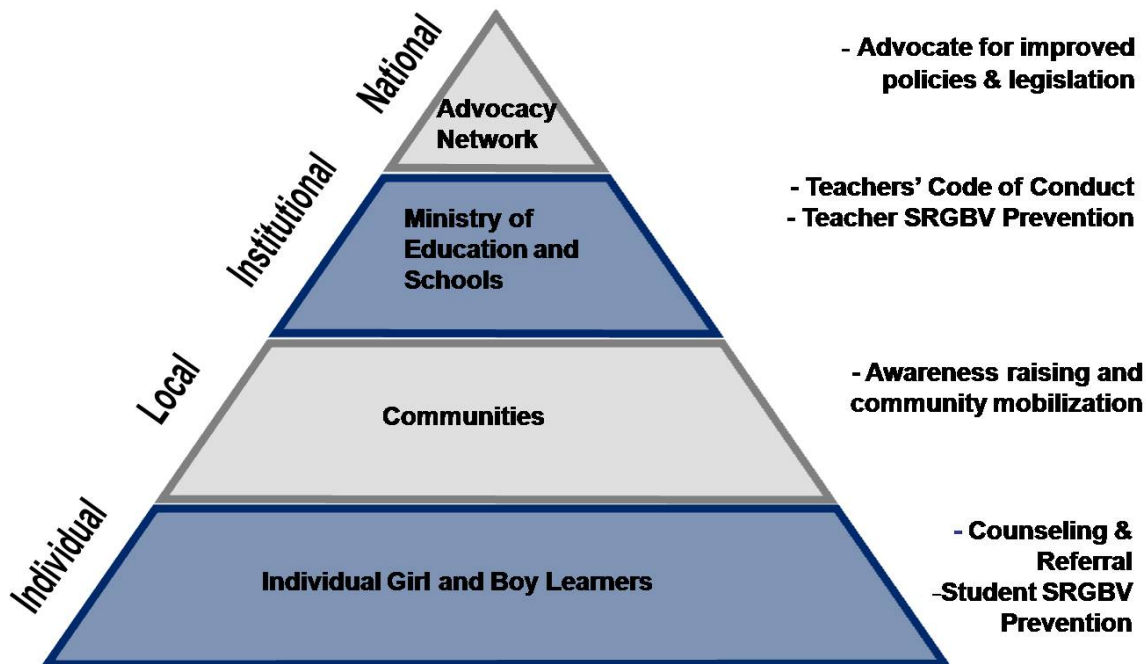 National
Advocacy
Network
- Advocate for improved
policies & legislation
Institutional
Ministry of
Education and
Schools
- Teachers’ Code of Conduct
- Teacher SRGBV Prevention
Local
Communities
- Awareness raising and
community mobilization
Individual
Individual Girl and Boy Learners
- Counseling &
Referral
-Student SRGBV
Prevention